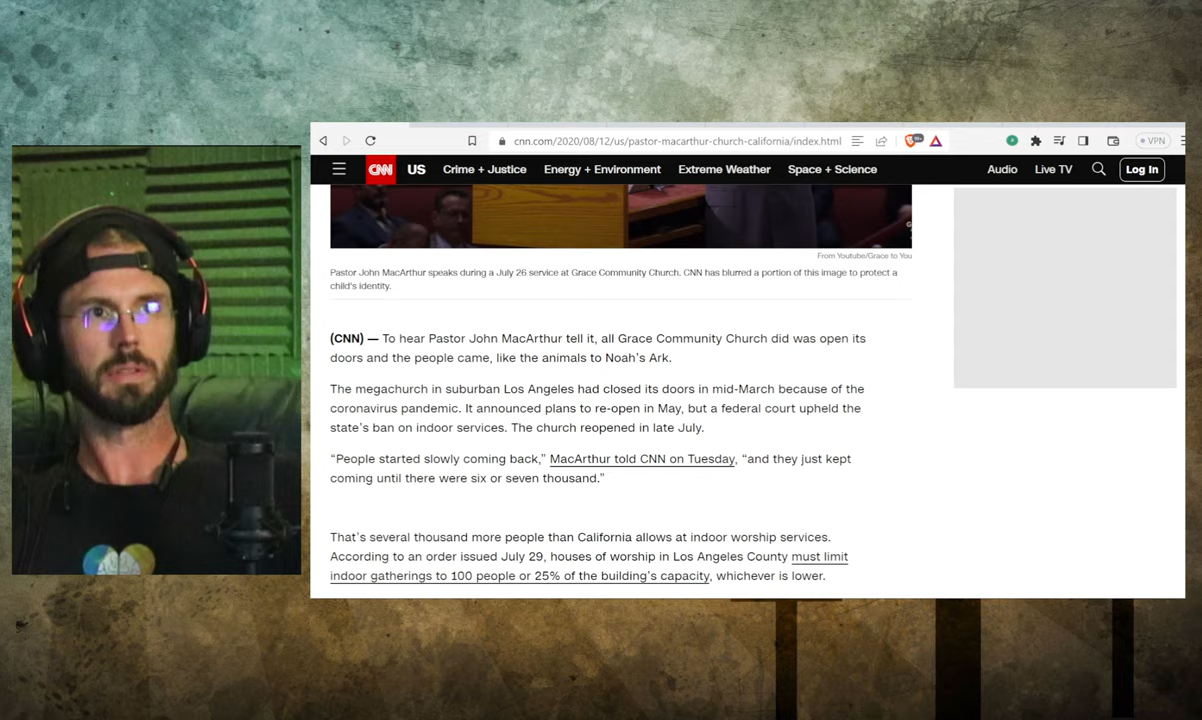 cnn.com/2020/08/12/us/pastor-macarthur-church-california/index.html
VPN
CNN US Crime + Justice Energy + Environment Extreme Weather Space + Science Audio Live TV Log In
From Youtube/Grace to You
Pastor John MacArthur speaks during a July 26 service at Grace Community Church. CNN has blurred a portion of this image to protect a
child's identity.
(CNN) — To hear Pastor John MacArthur tell it, all Grace Community Church did was open its
doors and the people came, like the animals to Noah's Ark.
The megachurch in suburban Los Angeles had closed its doors in mid-March because of the
coronavirus pandemic. It announced plans to re-open in May, but a federal court upheld the
state's ban on indoor services. The church reopened in late July.
“People started slowly coming back,” MacArthur told CNN on Tuesday, “and they just kept
coming until there were six or seven thousand.”
That's several thousand more people than California allows at indoor worship services.
According to an order issued July 29, houses of worship in Los Angeles County must limit
indoor gatherings to 100 people or 25% of the building's capacity, whichever is lower.